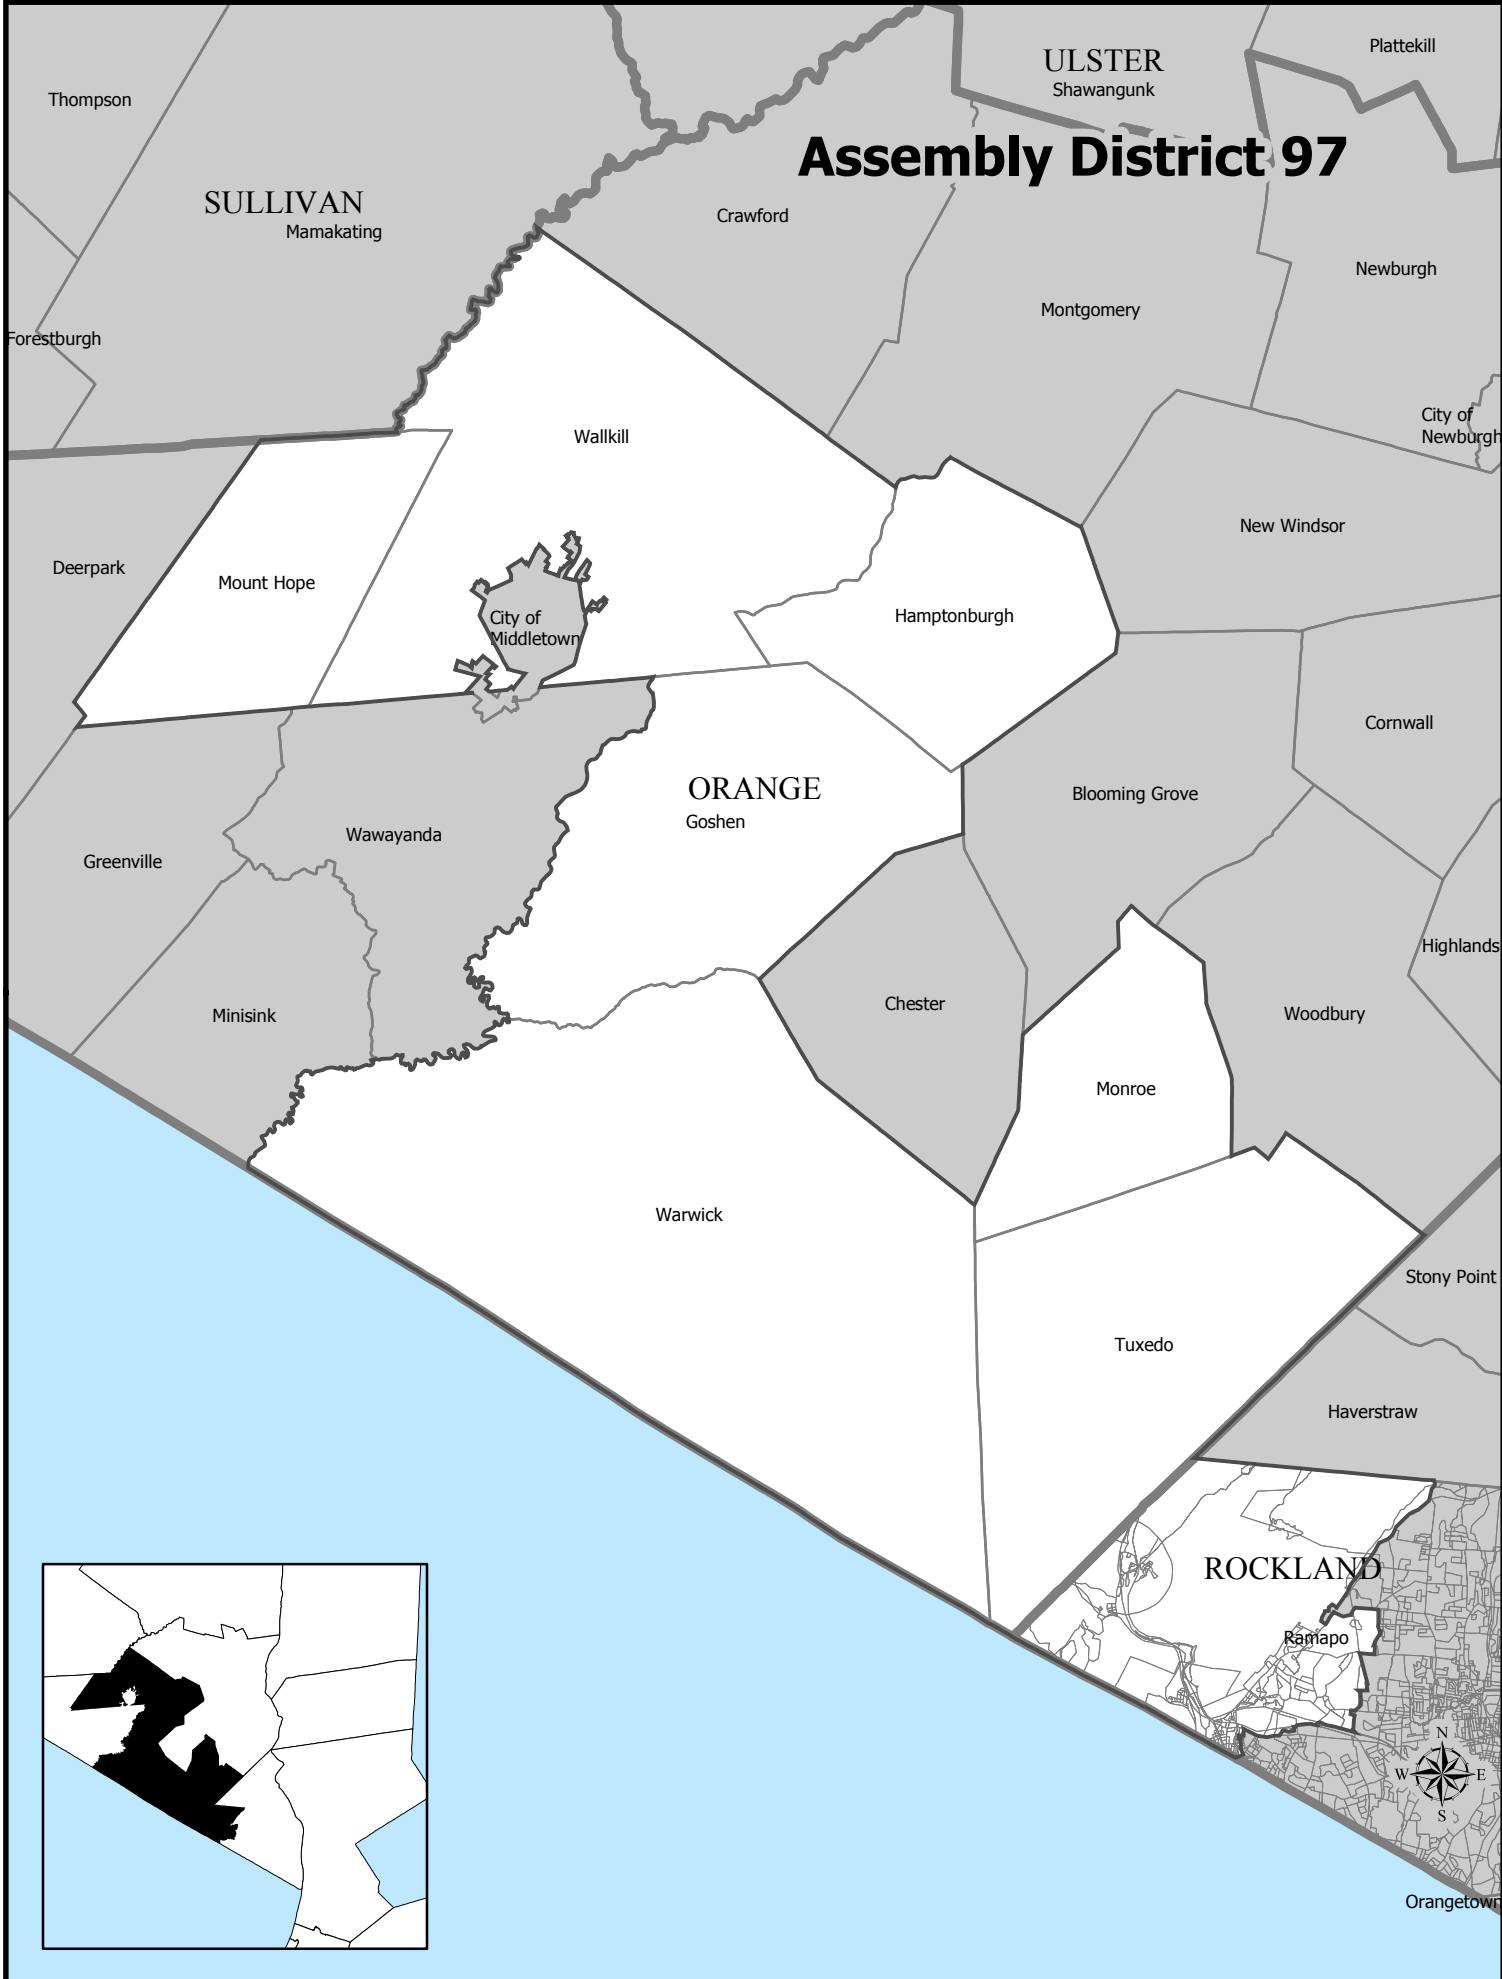 Plattekill
ULSTER
Shawangunk
Thompson
Assembly District 97
SULLIVAN
Mamakating
Crawford
Newburgh
Montgomery
Forestburgh
City of
Newburgh
Wallkill
New Windsor
Deerpark
Mount Hope
City of
Middletown
Hamptonburgh
Cornwall
ORANGE
Goshen
Blooming Grove
Wawayanda
Greenville
Highlands
Chester
Minisink
Woodbury
Monroe
Warwick
Stony Point
Tuxedo
Haverstraw
ROCKLAND
Ramapo
N
W
E
S
Orangetown